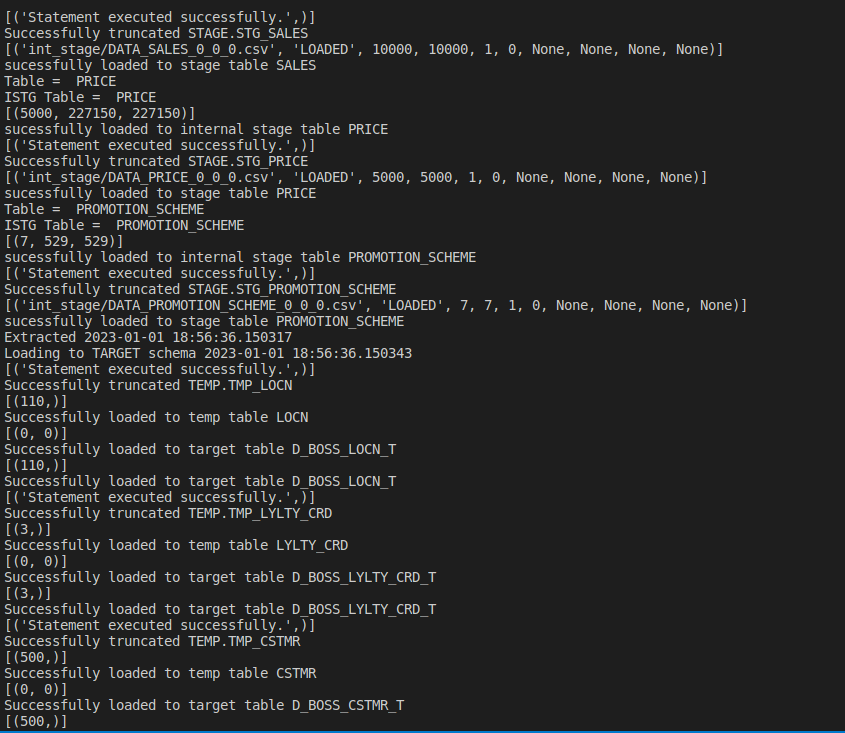 [('Statement executed successfully.',)]
Successfully truncated STAGE.STG_SALES
[('int_stage/DATA_SALES_0_0_0.csv', 'LOADED', 10000, 10000, 1, 0, None, None, None, None)]
sucessfully loaded to stage table SALES
Table =  PRICE
ISTG Table =  PRICE
[(5000, 227150, 227150)]
sucessfully loaded to internal stage table PRICE
[('Statement executed successfully.',)]
Successfully truncated STAGE.STG_PRICE
[('int_stage/DATA_PRICE_0_0_0.csv', 'LOADED', 5000, 5000, 1, 0, None, None, None, None)]
sucessfully loaded to stage table PRICE
Table =  PROMOTION_SCHEME
ISTG Table =  PROMOTION_SCHEME
[(7, 529, 529)]
sucessfully loaded to internal stage table PROMOTION_SCHEME
[('Statement executed successfully.',)]
Successfully truncated STAGE.STG_PROMOTION_SCHEME
[('int_stage/DATA_PROMOTION_SCHEME_0_0_0.csv', 'LOADED', 7, 7, 1, 0, None, None, None, None)]
sucessfully loaded to stage table PROMOTION_SCHEME
Extracted 2023-01-01 18:56:36.150317
Loading to TARGET schema 2023-01-01 18:56:36.150343
[('Statement executed successfully.',)]
Successfully truncated TEMP.TMP_LOCN
[(110,)]
Successfully loaded to temp table LOCN
[(0, 0)]
Successfully loaded to target table D_BOSS_LOCN_T
[(110,)]
Successfully loaded to target table D_BOSS_LOCN_T
[('Statement executed successfully.',)]
Successfully truncated TEMP.TMP_LYLTY_CRD
[(3,)]
Successfully loaded to temp table LYLTY_CRD
[(0, 0)]
Successfully loaded to target table D_BOSS_LYLTY_CRD_T
[(3,)]
Successfully loaded to target table D_BOSS_LYLTY_CRD_T
[('Statement executed successfully.',)]
Successfully truncated TEMP.TMP_CSTMR
[(500,)]
Successfully loaded to temp table CSTMR
[(0, 0)]
Successfully loaded to target table D_BOSS_CSTMR_T
[(500,)]